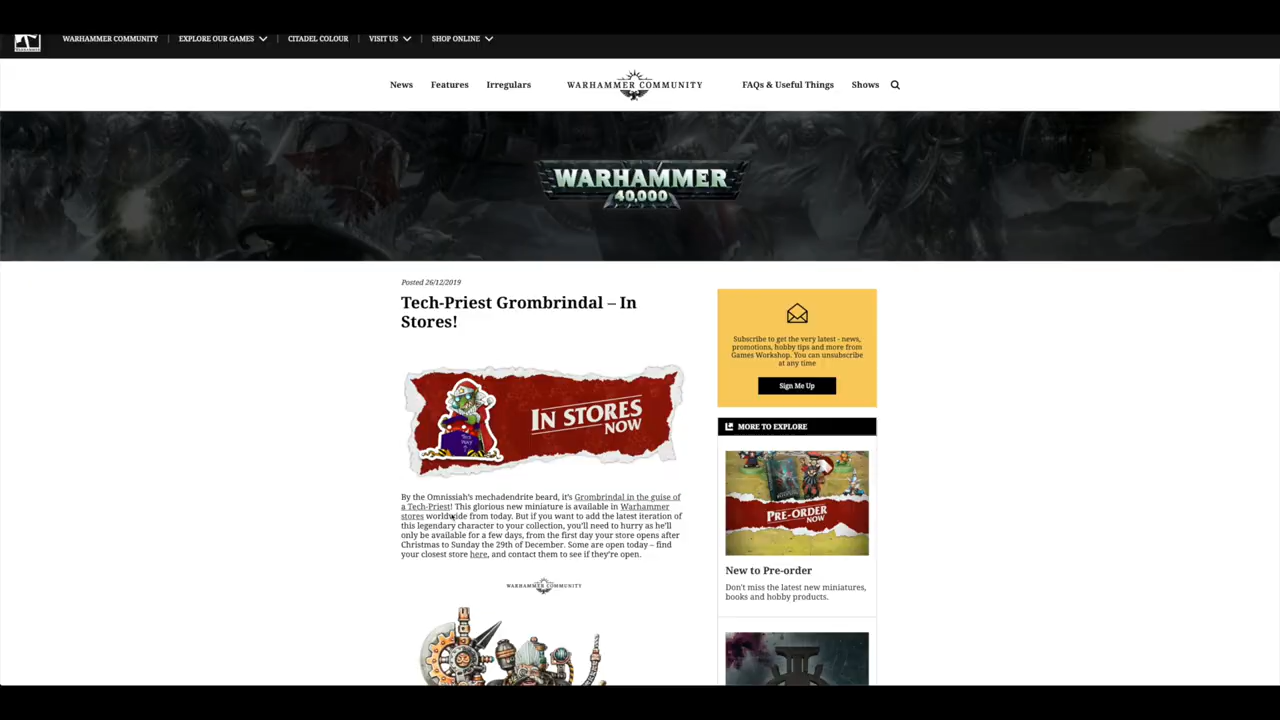 WARHAMMER COMMUNITY
EXPLORE OUR GAMES
CITADEL COLOUR
VISIT US
SHOP ONLINE
News
Features
Irregulars
WARHAMMER COMMUNITY
FAQs & Useful Things
Shows
WARHAMMER
40,000
Posted 26/12/2019
Tech-Priest Grombrindal – In
Stores!
IN STORES
NOW
By the Omnissiah's mechadendrite beard, it's Grombrindal in the guise of
a Tech-Priest! This glorious new miniature is available in Warhammer
stores worldwide from today. But if you want to add the latest iteration of
this legendary character to your collection, you'll need to hurry as he'll
only be available for a few days, from the first day your store opens after
Christmas to Sunday the 29th of December. Some are open today – find
your closest store here, and contact them to see if they're open.
WARHAMMER COMMUNITY
Subscribe to get the very latest - news,
promotions, hobby tips and more from
Games Workshop. You can unsubscribe
at any time
Sign Me Up
MORE TO EXPLORE
PRE-ORDER
NOW
New to Pre-order
Don't miss the latest new miniatures,
books and hobby products.